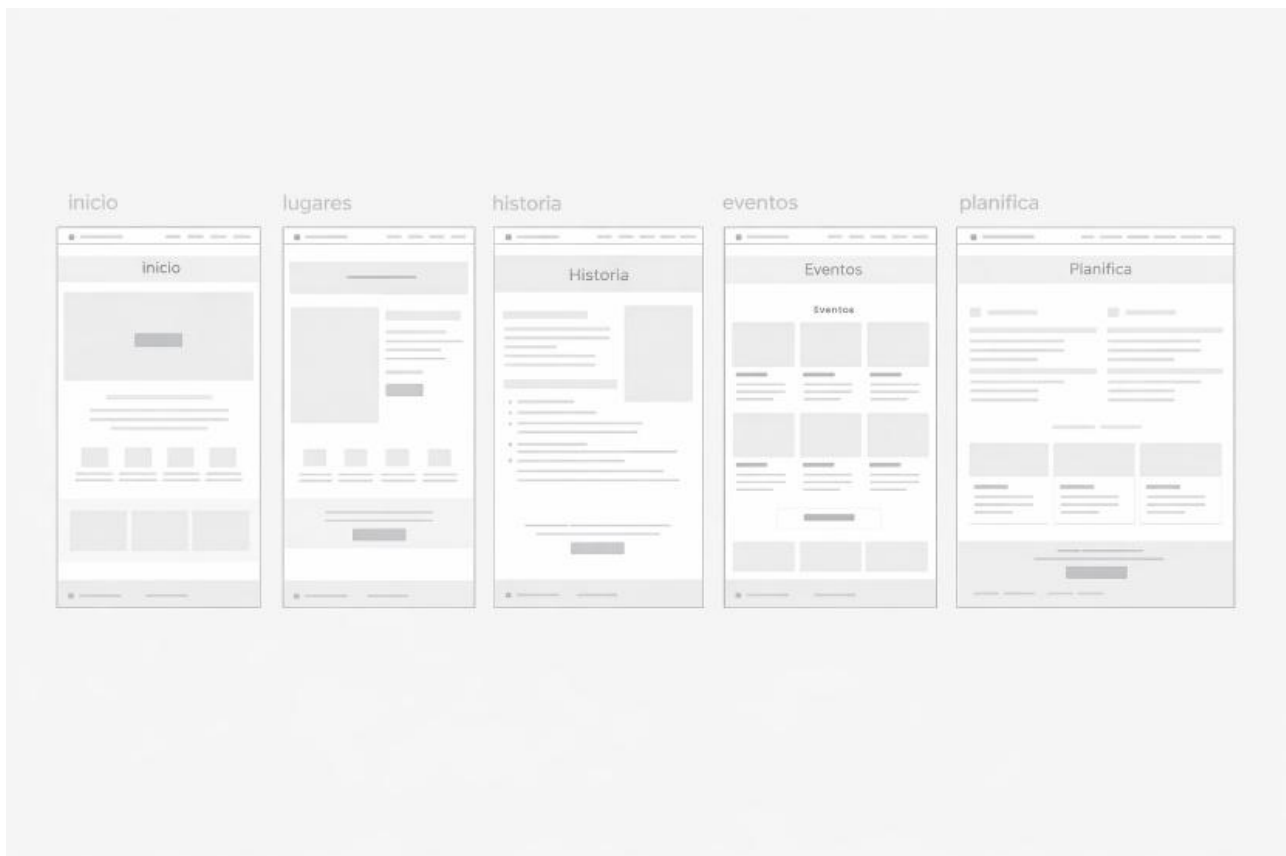 inicio
lugares
historia
eventos
planifica
inicio
Historia
Eventos
Planifica
Eventos